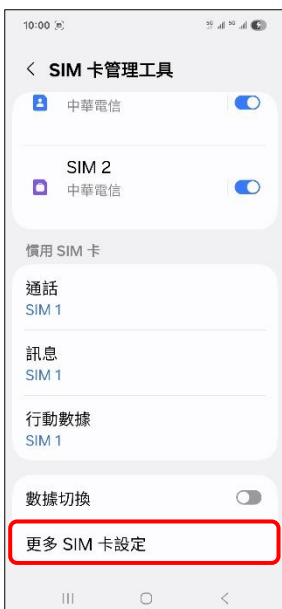 10:00
5G 5G
SIM 卡管理工具
中華電信
SIM 2
中華電信
慣用 SIM 卡
通話
SIM 1
訊息
SIM 1
行動數據
SIM 1
數據切換
更多 SIM 卡設定